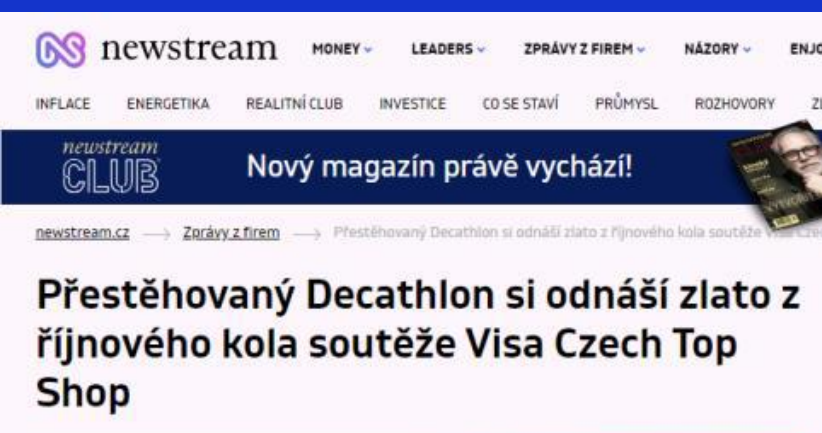 newstream MONEY LEADERS ZPRÁVY Z FIREM NÁZORY ENJO
INFLACE ENERGETIKA REALITNÍ CLUB INVESTICE CO SE STAVÍ PRŮMYSL ROZHOVORY
newstream
CLUB
Nový magazín právě vychází!
newstream.cz Zprávy z firem Přestěhovaný Decathlon si odnáší zlato z říjnového kola soutěže
Přestěhovaný Decathlon si odnáší zlato z
říjnového kola soutěže Visa Czech Top
Shop